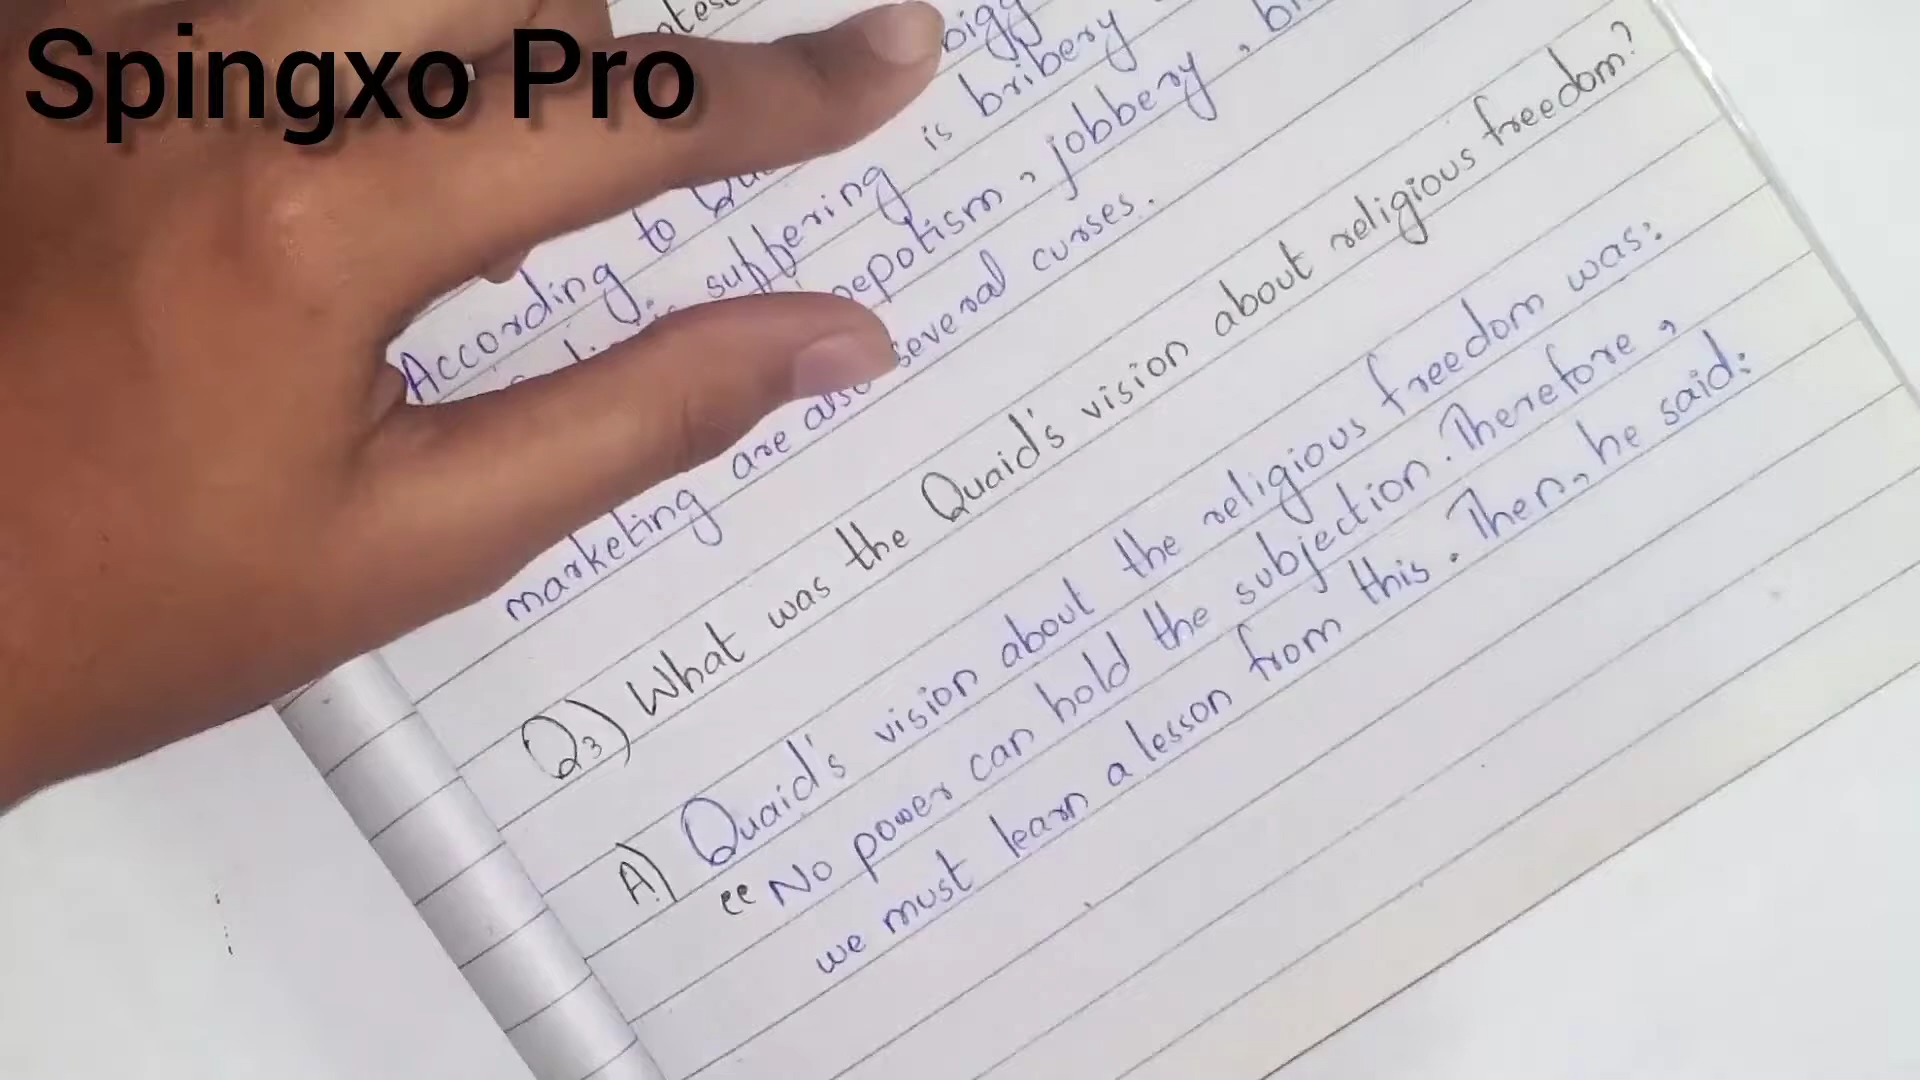 Spingxo Pro
bigg
According to Qua is bribery
suffering nepotism, jobbery,
marketing are also several curses.
Q3) What was the Quaid's vision about religious freedom?
A) Quaid's vision about the religious freedom was:
"No power can hold the subjection. Therefore,
we must learn a lesson from this. Then, he said: